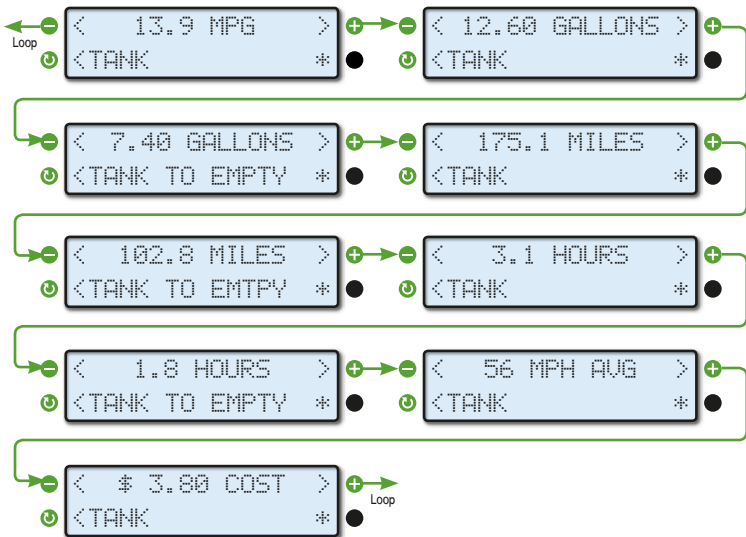 < 13.9 MPG >
<TANK *
Loop
< 12.60 GALLONS >
<TANK *
< 7.40 GALLONS >
<TANK TO EMPTY *
< 175.1 MILES >
<TANK *
< 102.8 MILES >
<TANK TO EMTPY *
< 3.1 HOURS >
<TANK *
< 1.8 HOURS >
<TANK TO EMPTY *
< 56 MPH AVG >
<TANK *
< $ 3.80 COST >
<TANK *
Loop